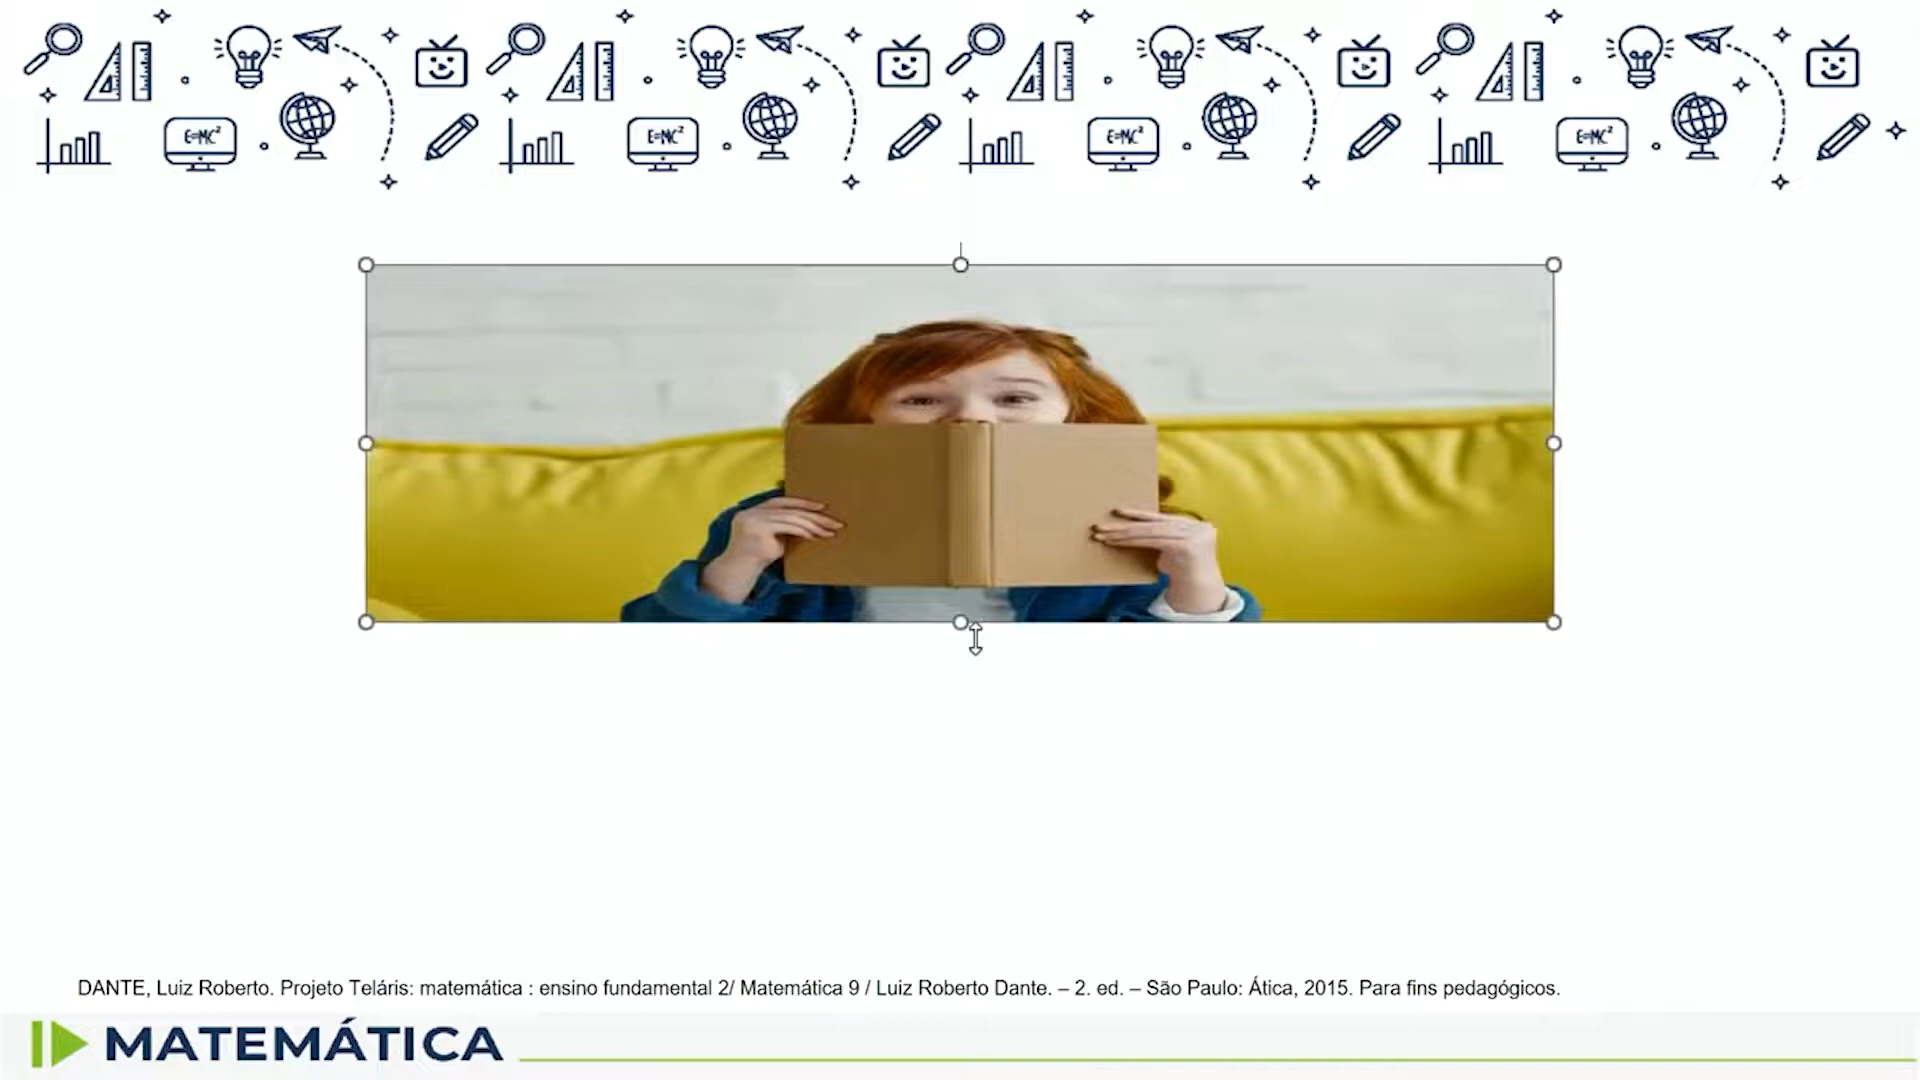 E=MC²
E=MC²
E=MC²
E=MC²
DANTE, Luiz Roberto. Projeto Teláris: matemática : ensino fundamental 2/ Matemática 9 / Luiz Roberto Dante. – 2. ed. – São Paulo: Ática, 2015. Para fins pedagógicos.
MATEMÁTICA